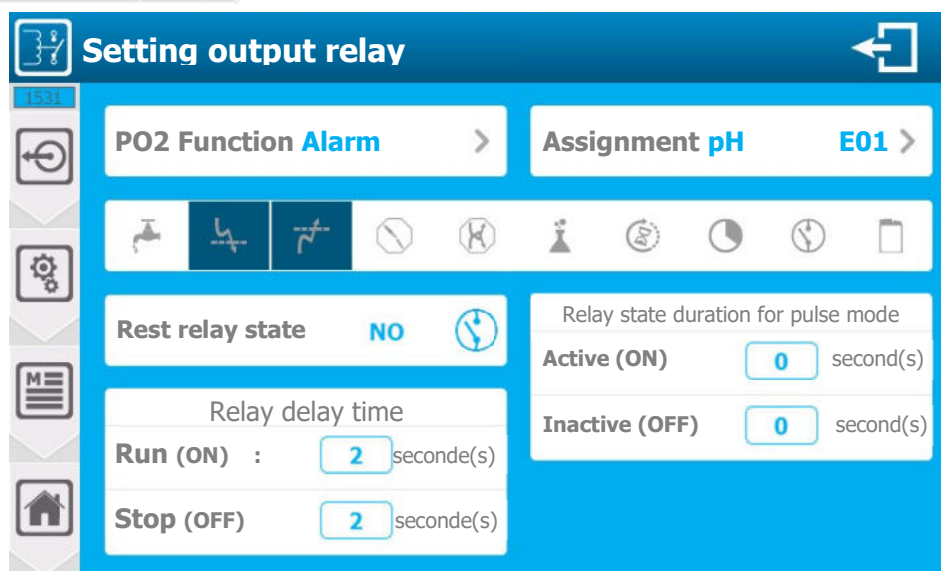 Setting output relay
1531
PO2 Function Alarm
Assignment pH E01
Rest relay state NO
Relay state duration for pulse mode
Active (ON) 0 second(s)
Inactive (OFF) 0 second(s)
Relay delay time
Run (ON) : 2 seconde(s)
Stop (OFF) 2 seconde(s)
M